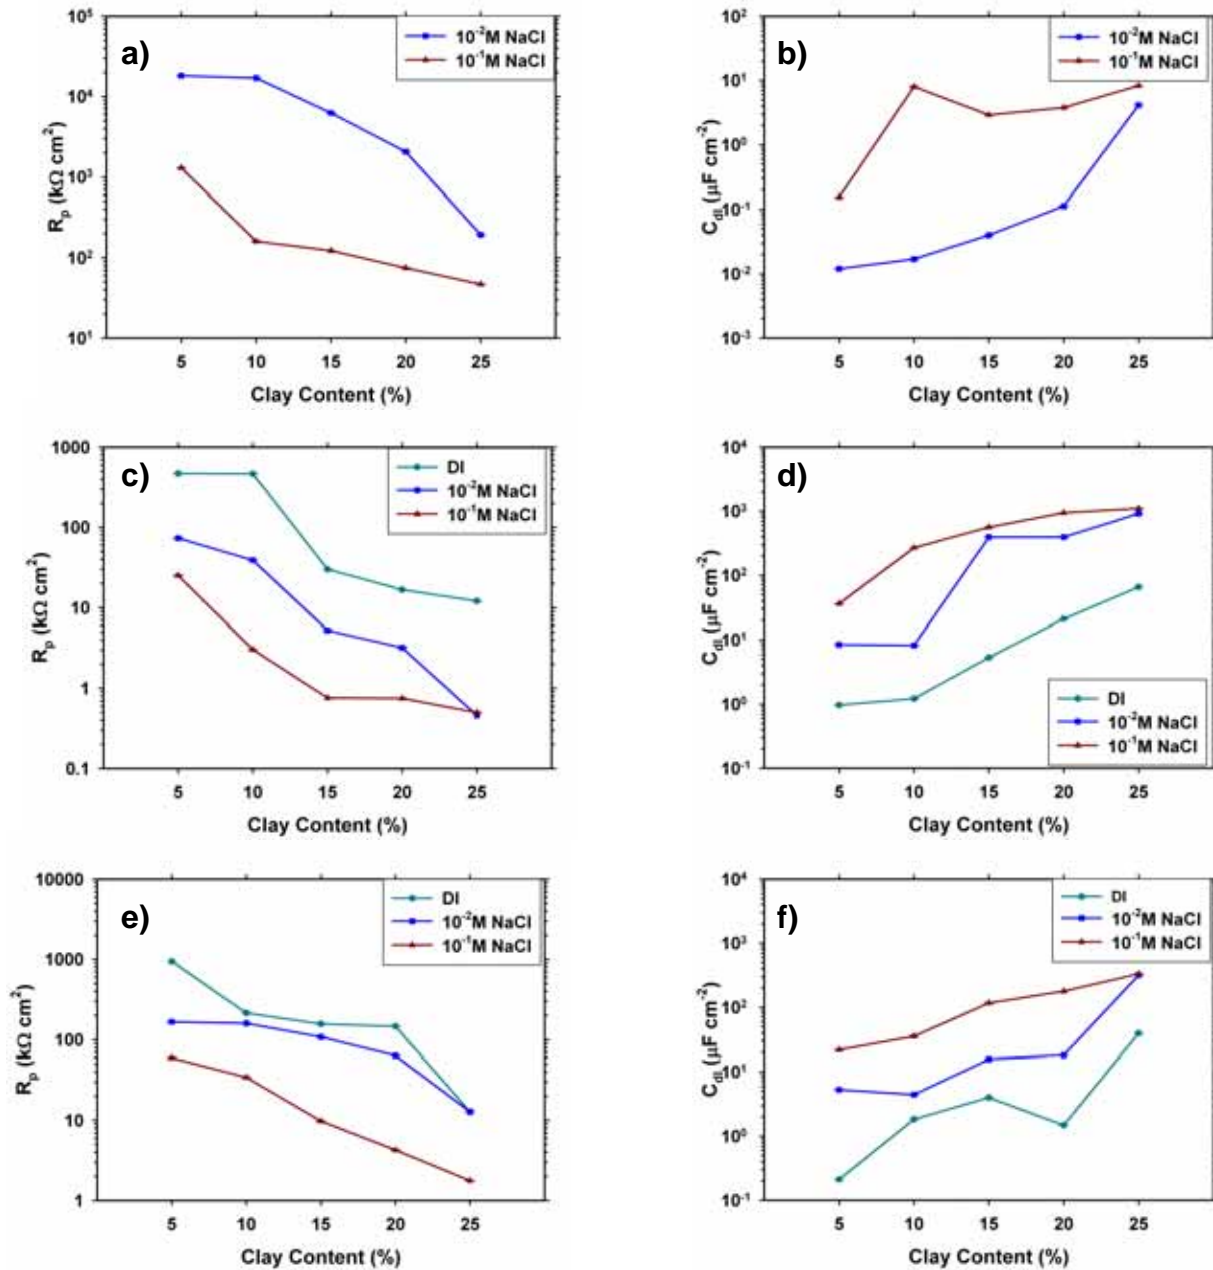 a)
10⁵
10⁴
10³
10²
10¹
Rₚ (kΩ cm²)
10⁻²M NaCl
10⁻¹M NaCl
5 10 15 20 25
Clay Content (%)
b)
10²
10¹
10⁰
10⁻¹
10⁻²
10⁻³
C_dl (μF cm⁻²)
10⁻²M NaCl
10⁻¹M NaCl
5 10 15 20 25
Clay Content (%)
c)
1000
100
10
1
0.1
Rₚ (kΩ cm²)
DI
10⁻²M NaCl
10⁻¹M NaCl
5 10 15 20 25
Clay Content (%)
d)
10⁴
10³
10²
10¹
10⁰
10⁻¹
C_dl (μF cm⁻²)
DI
10⁻²M NaCl
10⁻¹M NaCl
5 10 15 20 25
Clay Content (%)
e)
10000
1000
100
10
1
Rₚ (kΩ cm²)
DI
10⁻²M NaCl
10⁻¹M NaCl
5 10 15 20 25
Clay Content (%)
f)
10⁴
10³
10²
10¹
10⁰
10⁻¹
C_dl (μF cm⁻²)
DI
10⁻²M NaCl
10⁻¹M NaCl
5 10 15 20 25
Clay Content (%)